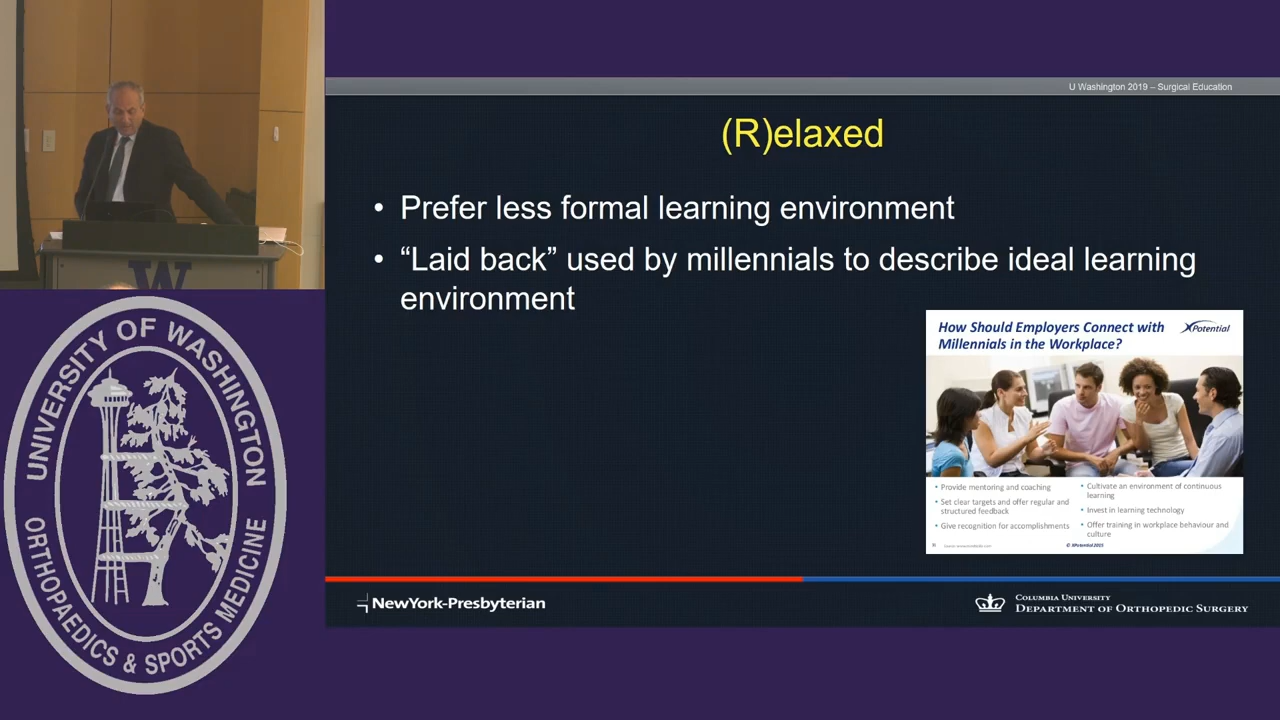 U Washington 2019 – Surgical Education
(R)elaxed
• Prefer less formal learning environment
• “Laid back” used by millennials to describe ideal learning
environment
How Should Employers Connect with
Millennials in the Workplace?
XPotential
• Provide mentoring and coaching
• Set clear targets and offer regular and
structured feedback
• Give recognition for accomplishments
• Cultivate an environment of continuous
learning
• Invest in learning technology
• Offer training in workplace behaviour and
culture
© XPotential 2015
NewYork-Presbyterian
COLUMBIA UNIVERSITY
DEPARTMENT OF ORTHOPEDIC SURGERY
W
UNIVERSITY OF WASHINGTON
ORTHOPAEDICS & SPORTS MEDICINE